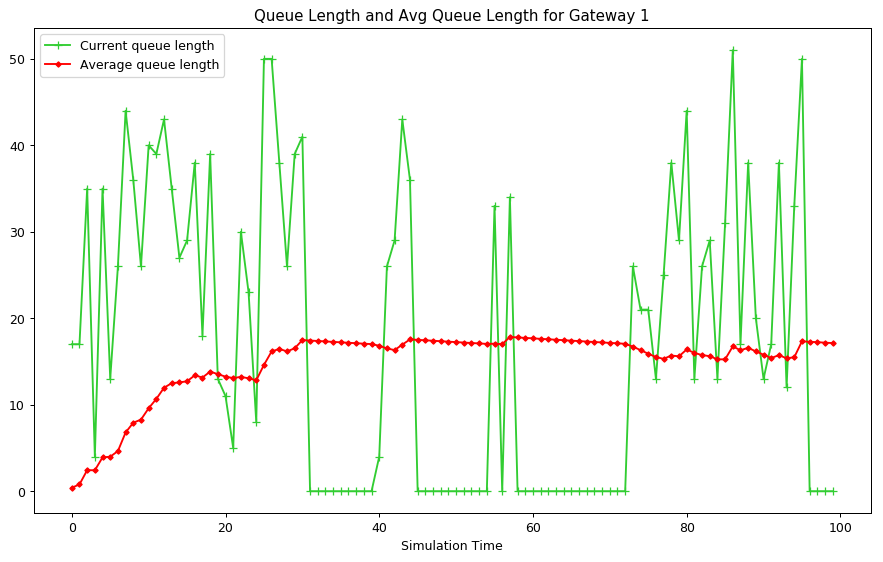 Queue Length and Avg Queue Length for Gateway 1
Current queue length
Average queue length
50
40
30
20
10
0
0 20 40 60 80 100
Simulation Time